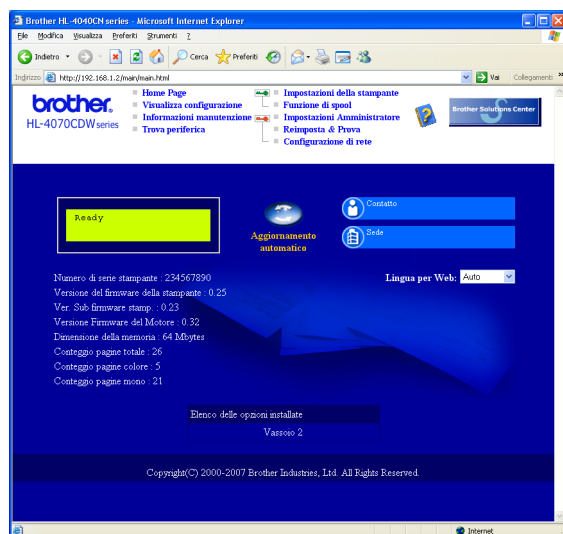 Brother HL-4040CN series - Microsoft Internet Explorer
File Modifica Visualizza Preferiti Strumenti ?
Indietro Cerca Preferiti
Indirizzo http://192.168.1.2/main/main.html Vai Collegamenti »
brother.
HL-4070CDW series
Home Page
Visualizza configurazione
Informazioni manutenzione
Trova periferica
Impostazioni della stampante
Funzione di spool
Impostazioni Amministratore
Reimposta & Prova
Configurazione di rete
Brother Solutions Center
Ready
Aggiornamento
automatico
Contatto
Sede
Numero di serie stampante : 234567890
Versione del firmware della stampante : 0.25
Ver. Sub firmware stamp. : 0.23
Versione Firmware del Motore : 0.32
Dimensione della memoria : 64 Mbytes
Conteggio pagine totale : 26
Conteggio pagine colore : 5
Conteggio pagine mono : 21
Lingua per Web: Auto
Elenco delle opzioni installate
Vassoio 2
Copyright(C) 2000-2007 Brother Industries, Ltd. All Rights Reserved.
Internet